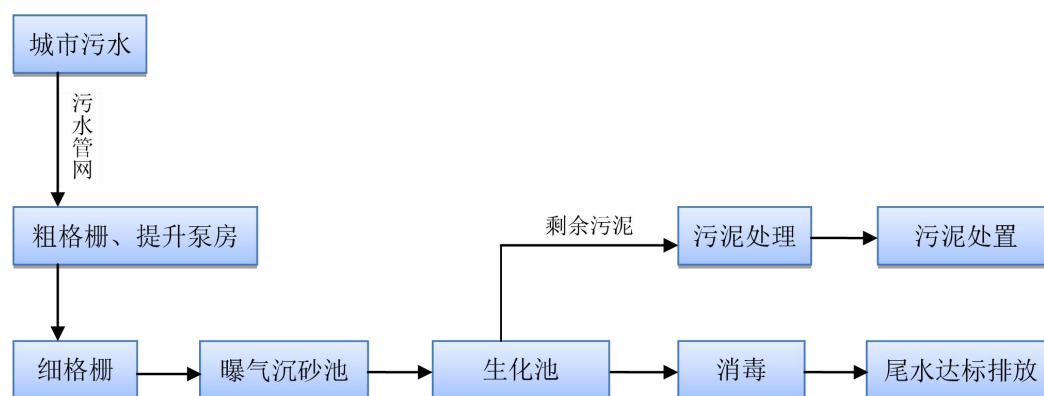 城市污水
污水管网
粗格栅、提升泵房
剩余污泥
污泥处理
污泥处置
细格栅
曝气沉砂池
生化池
消毒
尾水达标排放